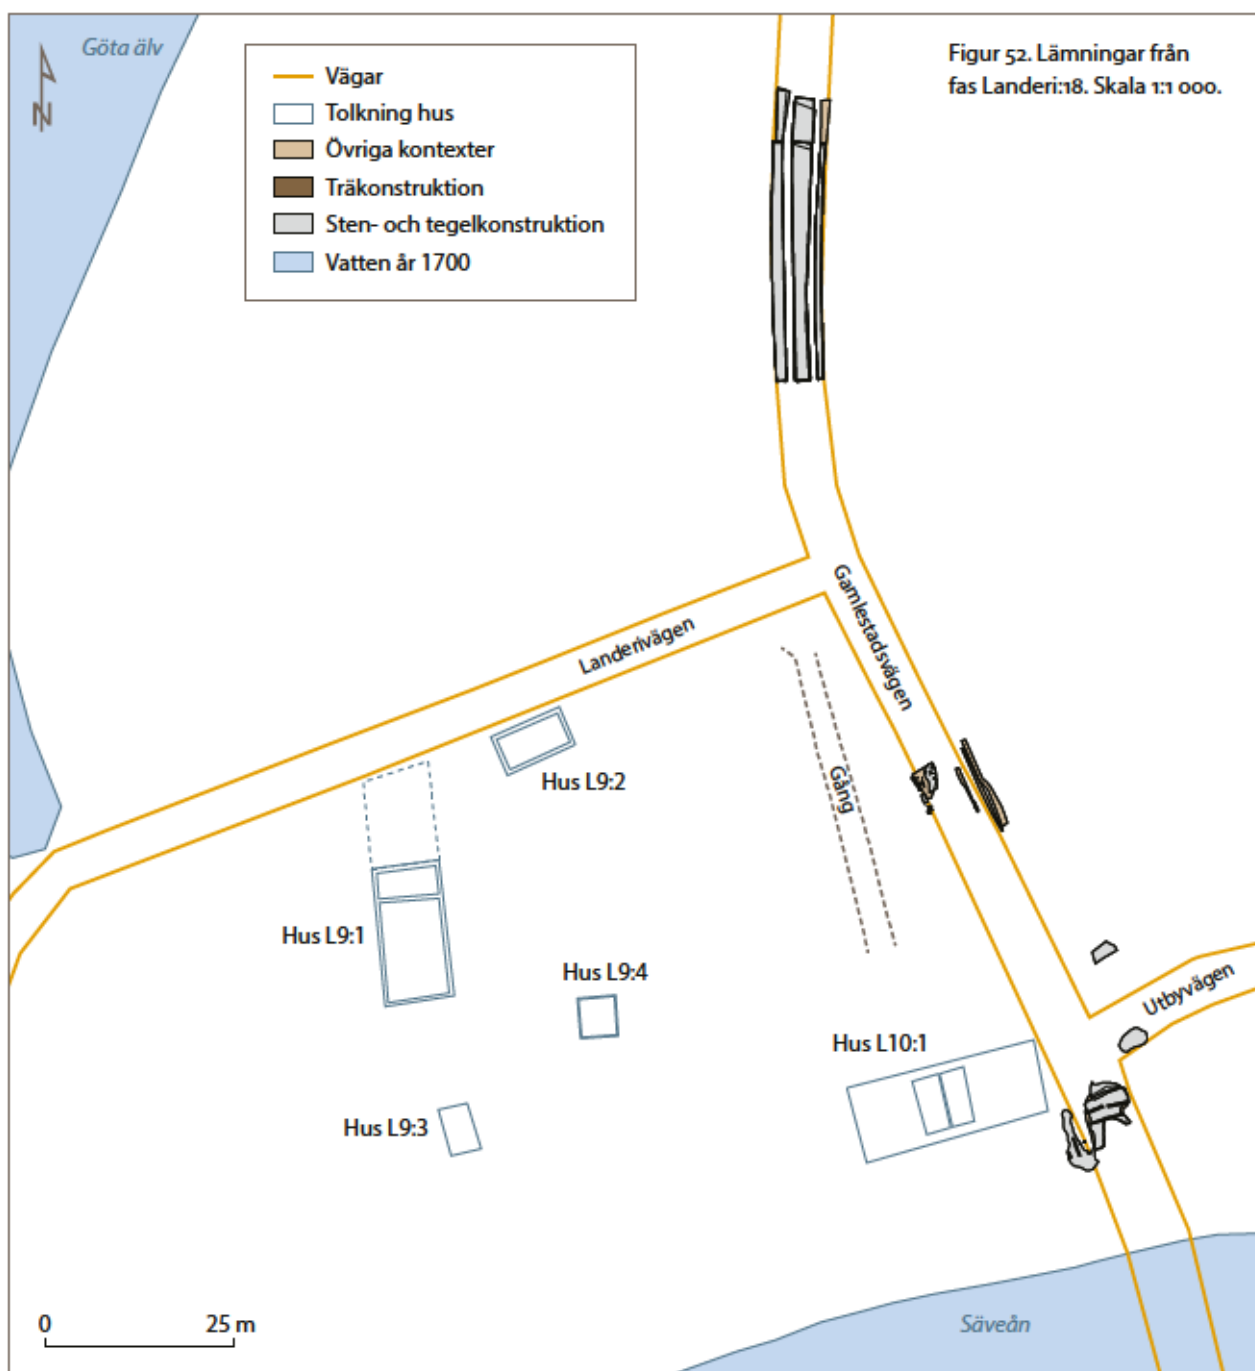 Göta älv
N
Vägar
Tolkning hus
Övriga kontexter
Träkonstruktion
Sten- och tegelkonstruktion
Vatten år 1700
Figur 52. Lämningar från
fas Landeri:18. Skala 1:1 000.
Gamlestadsvägen
Landerivägen
Hus L9:2
Gång
Hus L9:1
Hus L9:4
Utbyvägen
Hus L10:1
Hus L9:3
0 25 m
Säveån